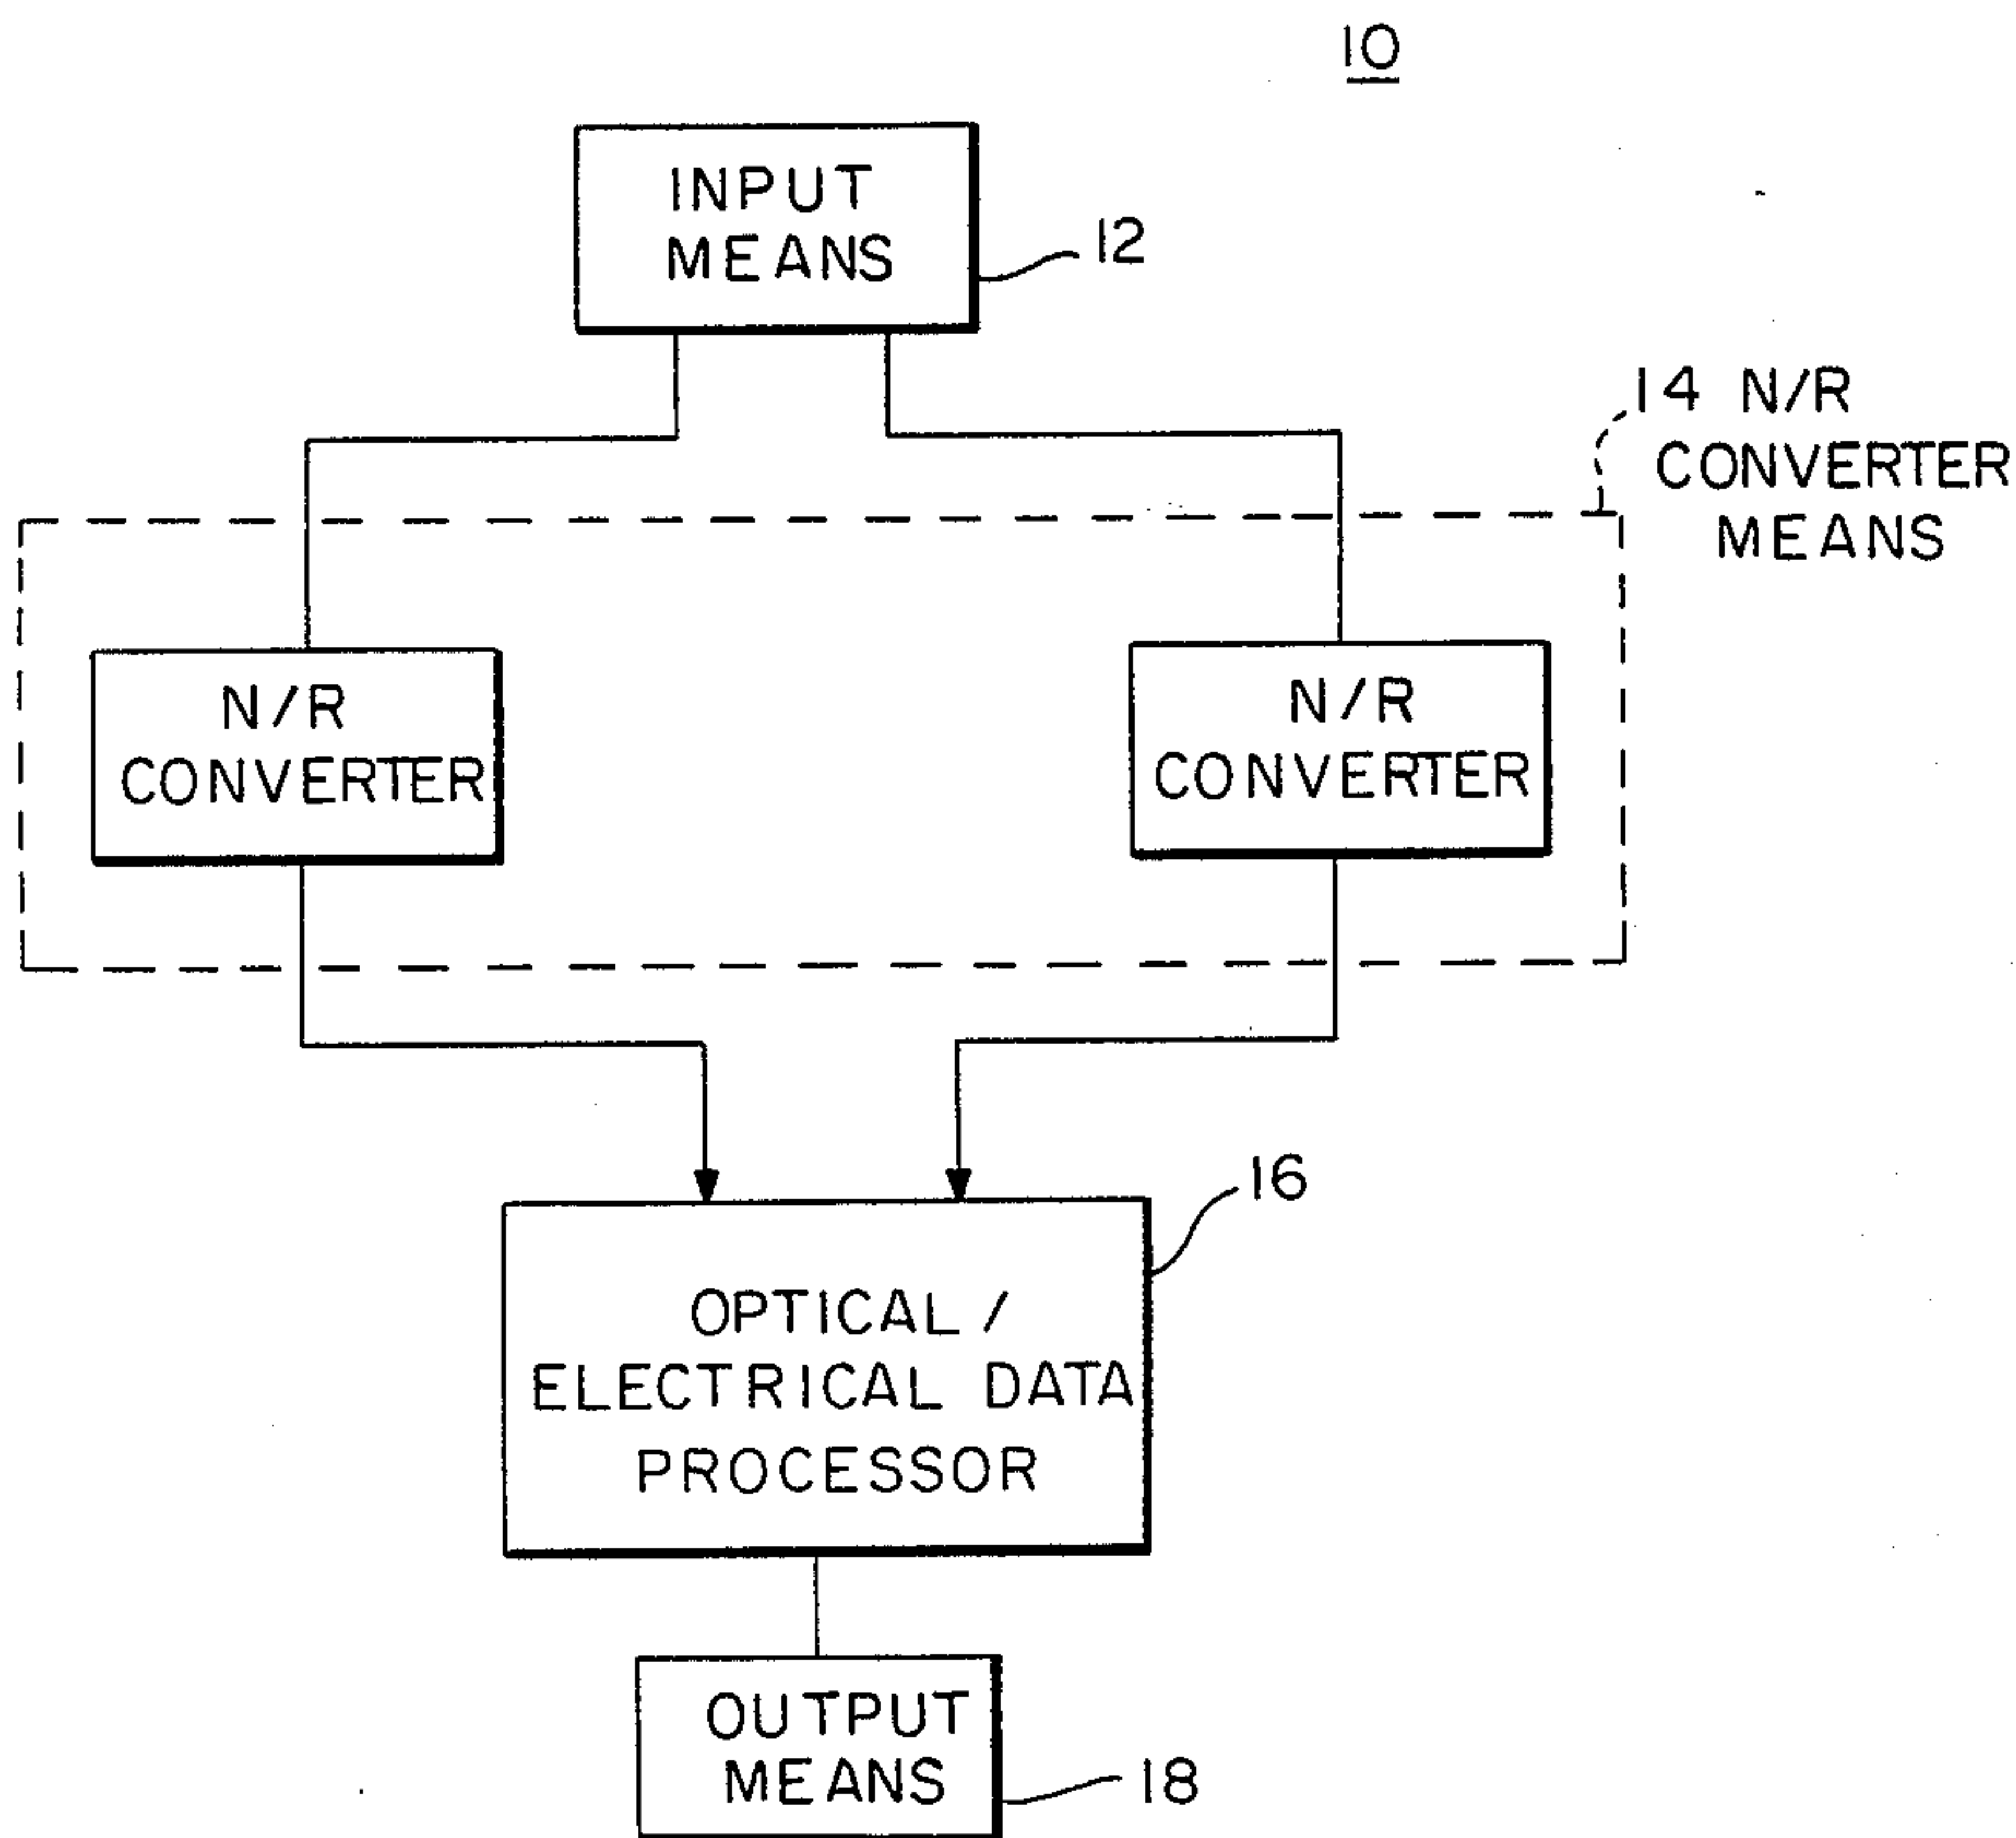 10
INPUT
MEANS
12
14 N/R
CONVERTER
MEANS
N/R
CONVERTER
N/R
CONVERTER
16
OPTICAL /
ELECTRICAL DATA
PROCESSOR
OUTPUT
MEANS
18